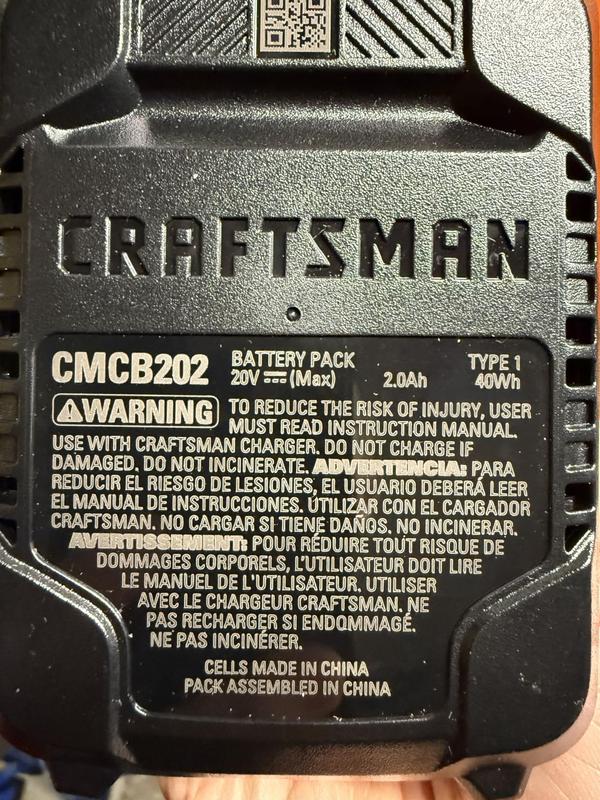 CRAFTSMAN
CMCB202 BATTERY PACK TYPE 1
20V ⎓ (Max) 2.0Ah 40Wh
⚠WARNING TO REDUCE THE RISK OF INJURY, USER
MUST READ INSTRUCTION MANUAL.
USE WITH CRAFTSMAN CHARGER. DO NOT CHARGE IF
DAMAGED. DO NOT INCINERATE. ADVERTENCIA: PARA
REDUCIR EL RIESGO DE LESIONES, EL USUARIO DEBERÁ LEER
EL MANUAL DE INSTRUCCIONES. UTILIZAR CON EL CARGADOR
CRAFTSMAN. NO CARGAR SI TIENE DAÑOS. NO INCINERAR.
AVERTISSEMENT: POUR RÉDUIRE TOUT RISQUE DE
DOMMAGES CORPORELS, L'UTILISATEUR DOIT LIRE
LE MANUEL DE L'UTILISATEUR. UTILISER
AVEC LE CHARGEUR CRAFTSMAN. NE
PAS RECHARGER SI ENDOMMAGÉ.
NE PAS INCINÉRER.
CELLS MADE IN CHINA
PACK ASSEMBLED IN CHINA